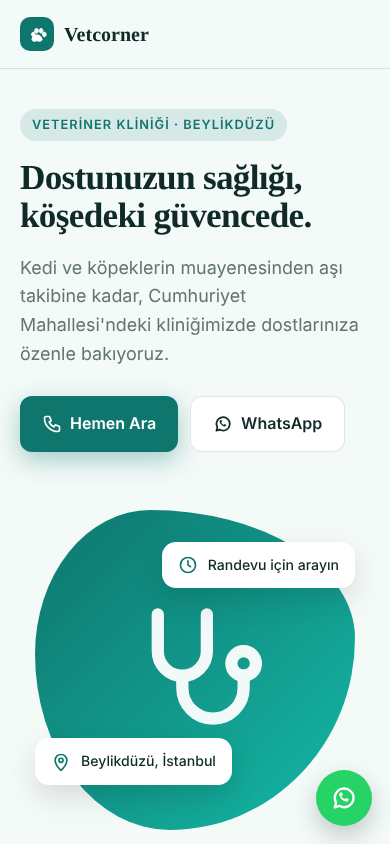 Vetcorner
VETERİNER KLİNİĞİ · BEYLİKDÜZÜ
Dostunuzun sağlığı,
köşedeki güvencede.
Kedi ve köpeklerin muayenesinden aşı
takibine kadar, Cumhuriyet
Mahallesi'ndeki kliniğimizde dostlarınıza
özenle bakıyoruz.
Hemen Ara
WhatsApp
Randevu için arayın
Beylikdüzü, İstanbul